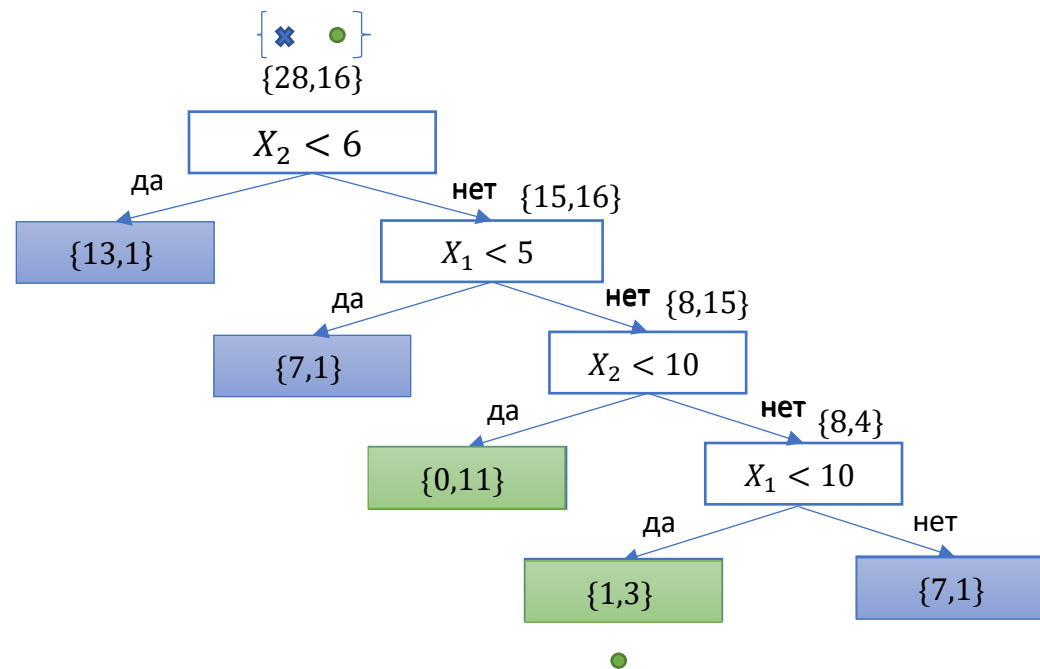 {28,16}
X₂ < 6
да
нет {15,16}
{13,1}
X₁ < 5
да
нет {8,15}
{7,1}
X₂ < 10
да
нет {8,4}
{0,11}
X₁ < 10
да
нет
{1,3}
{7,1}